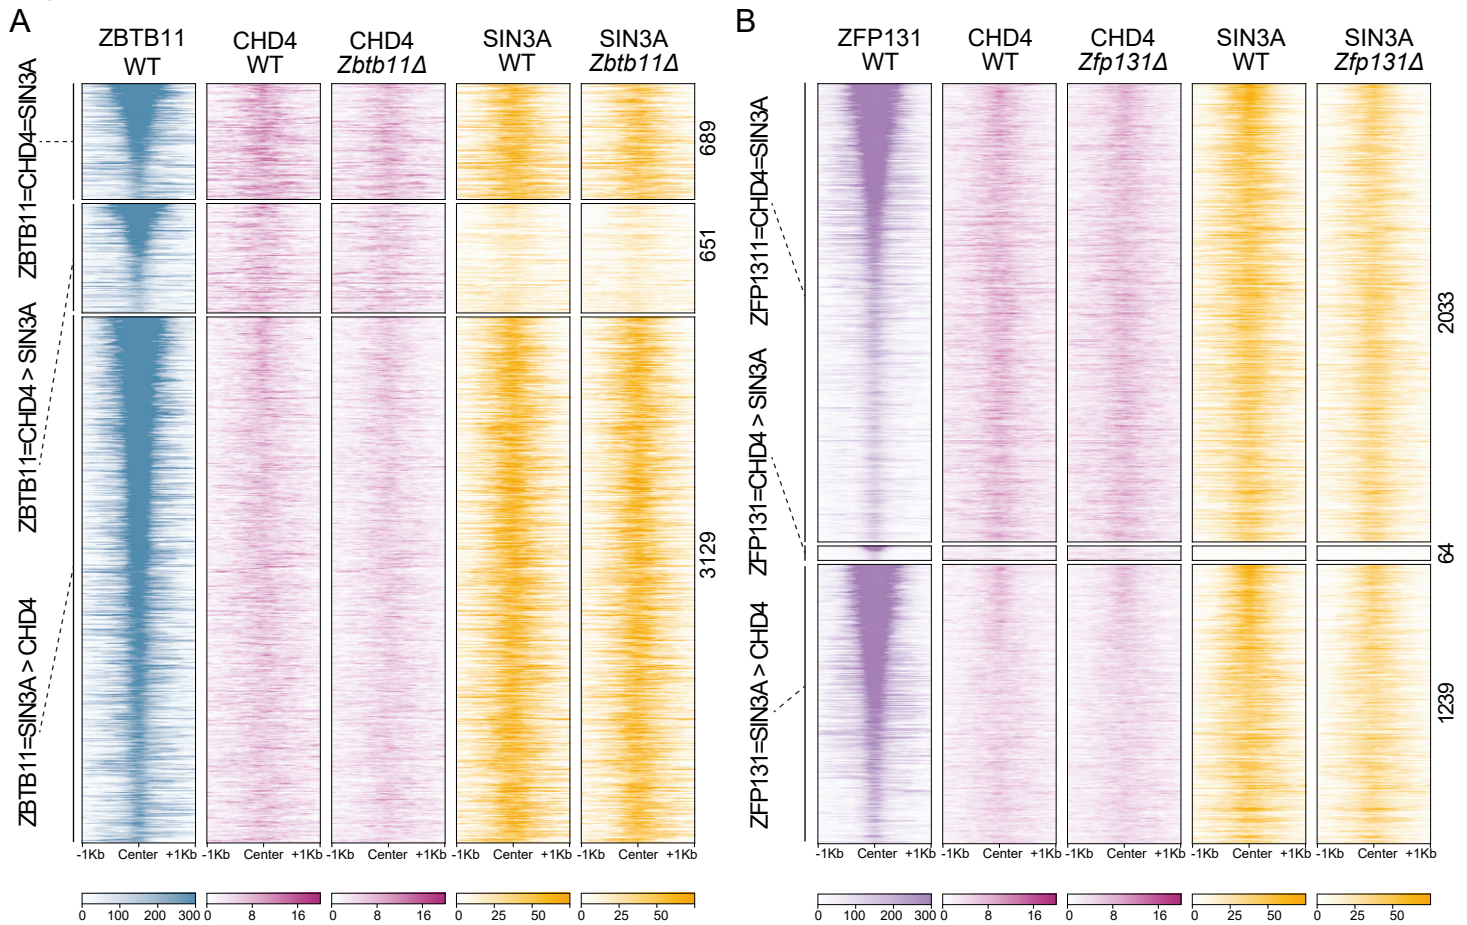 A
ZBTB11
WT
CHD4
WT
CHD4
Zbtb11Δ
SIN3A
WT
SIN3A
Zbtb11Δ
ZBTB11=CHD4=SIN3A
ZBTB11=CHD4 > SIN3A
ZBTB11=SIN3A > CHD4
689
651
3129
-1Kb Center +1Kb
-1Kb Center +1Kb
-1Kb Center +1Kb
-1Kb Center +1Kb
-1Kb Center +1Kb
0 100 200 300
0 8 16
0 8 16
0 25 50
0 25 50
B
ZFP131
WT
CHD4
WT
CHD4
Zfp131Δ
SIN3A
WT
SIN3A
Zfp131Δ
ZFP1311=CHD4=SIN3A
ZFP131=CHD4 > SIN3A
ZFP131=SIN3A > CHD4
2033
64
1239
-1Kb Center +1Kb
-1Kb Center +1Kb
-1Kb Center +1Kb
-1Kb Center +1Kb
-1Kb Center +1Kb
0 100 200 300
0 8 16
0 8 16
0 25 50
0 25 50